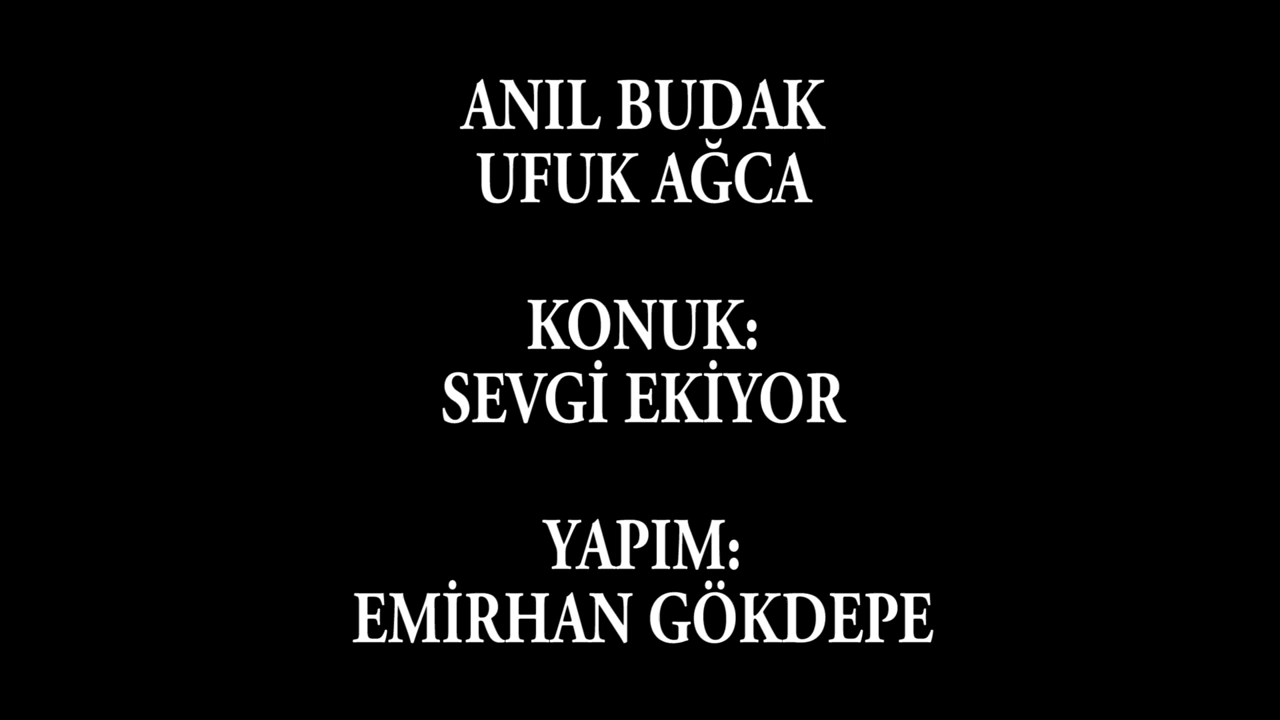 ANIL BUDAK
UFUK AĞCA
KONUK:
SEVGİ EKİYOR
YAPIM:
EMİRHAN GÖKDEPE